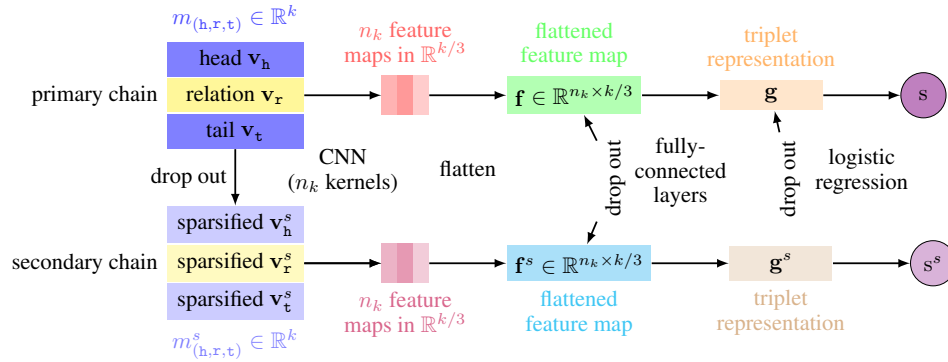 m_(h,r,t) ∈ ℝ^k
n_k feature
maps in ℝ^{k/3}
flattened
feature map
triplet
representation
head v_h
primary chain
relation v_r
f ∈ ℝ^{n_k×k/3}
g
s
tail v_t
drop out
CNN
(n_k kernels)
flatten
drop out
fully-
connected
layers
drop out
logistic
regression
sparsified v_h^s
secondary chain
sparsified v_r^s
f^s ∈ ℝ^{n_k×k/3}
g^s
s^s
sparsified v_t^s
n_k feature
maps in ℝ^{k/3}
flattened
feature map
triplet
representation
m^s_(h,r,t) ∈ ℝ^k